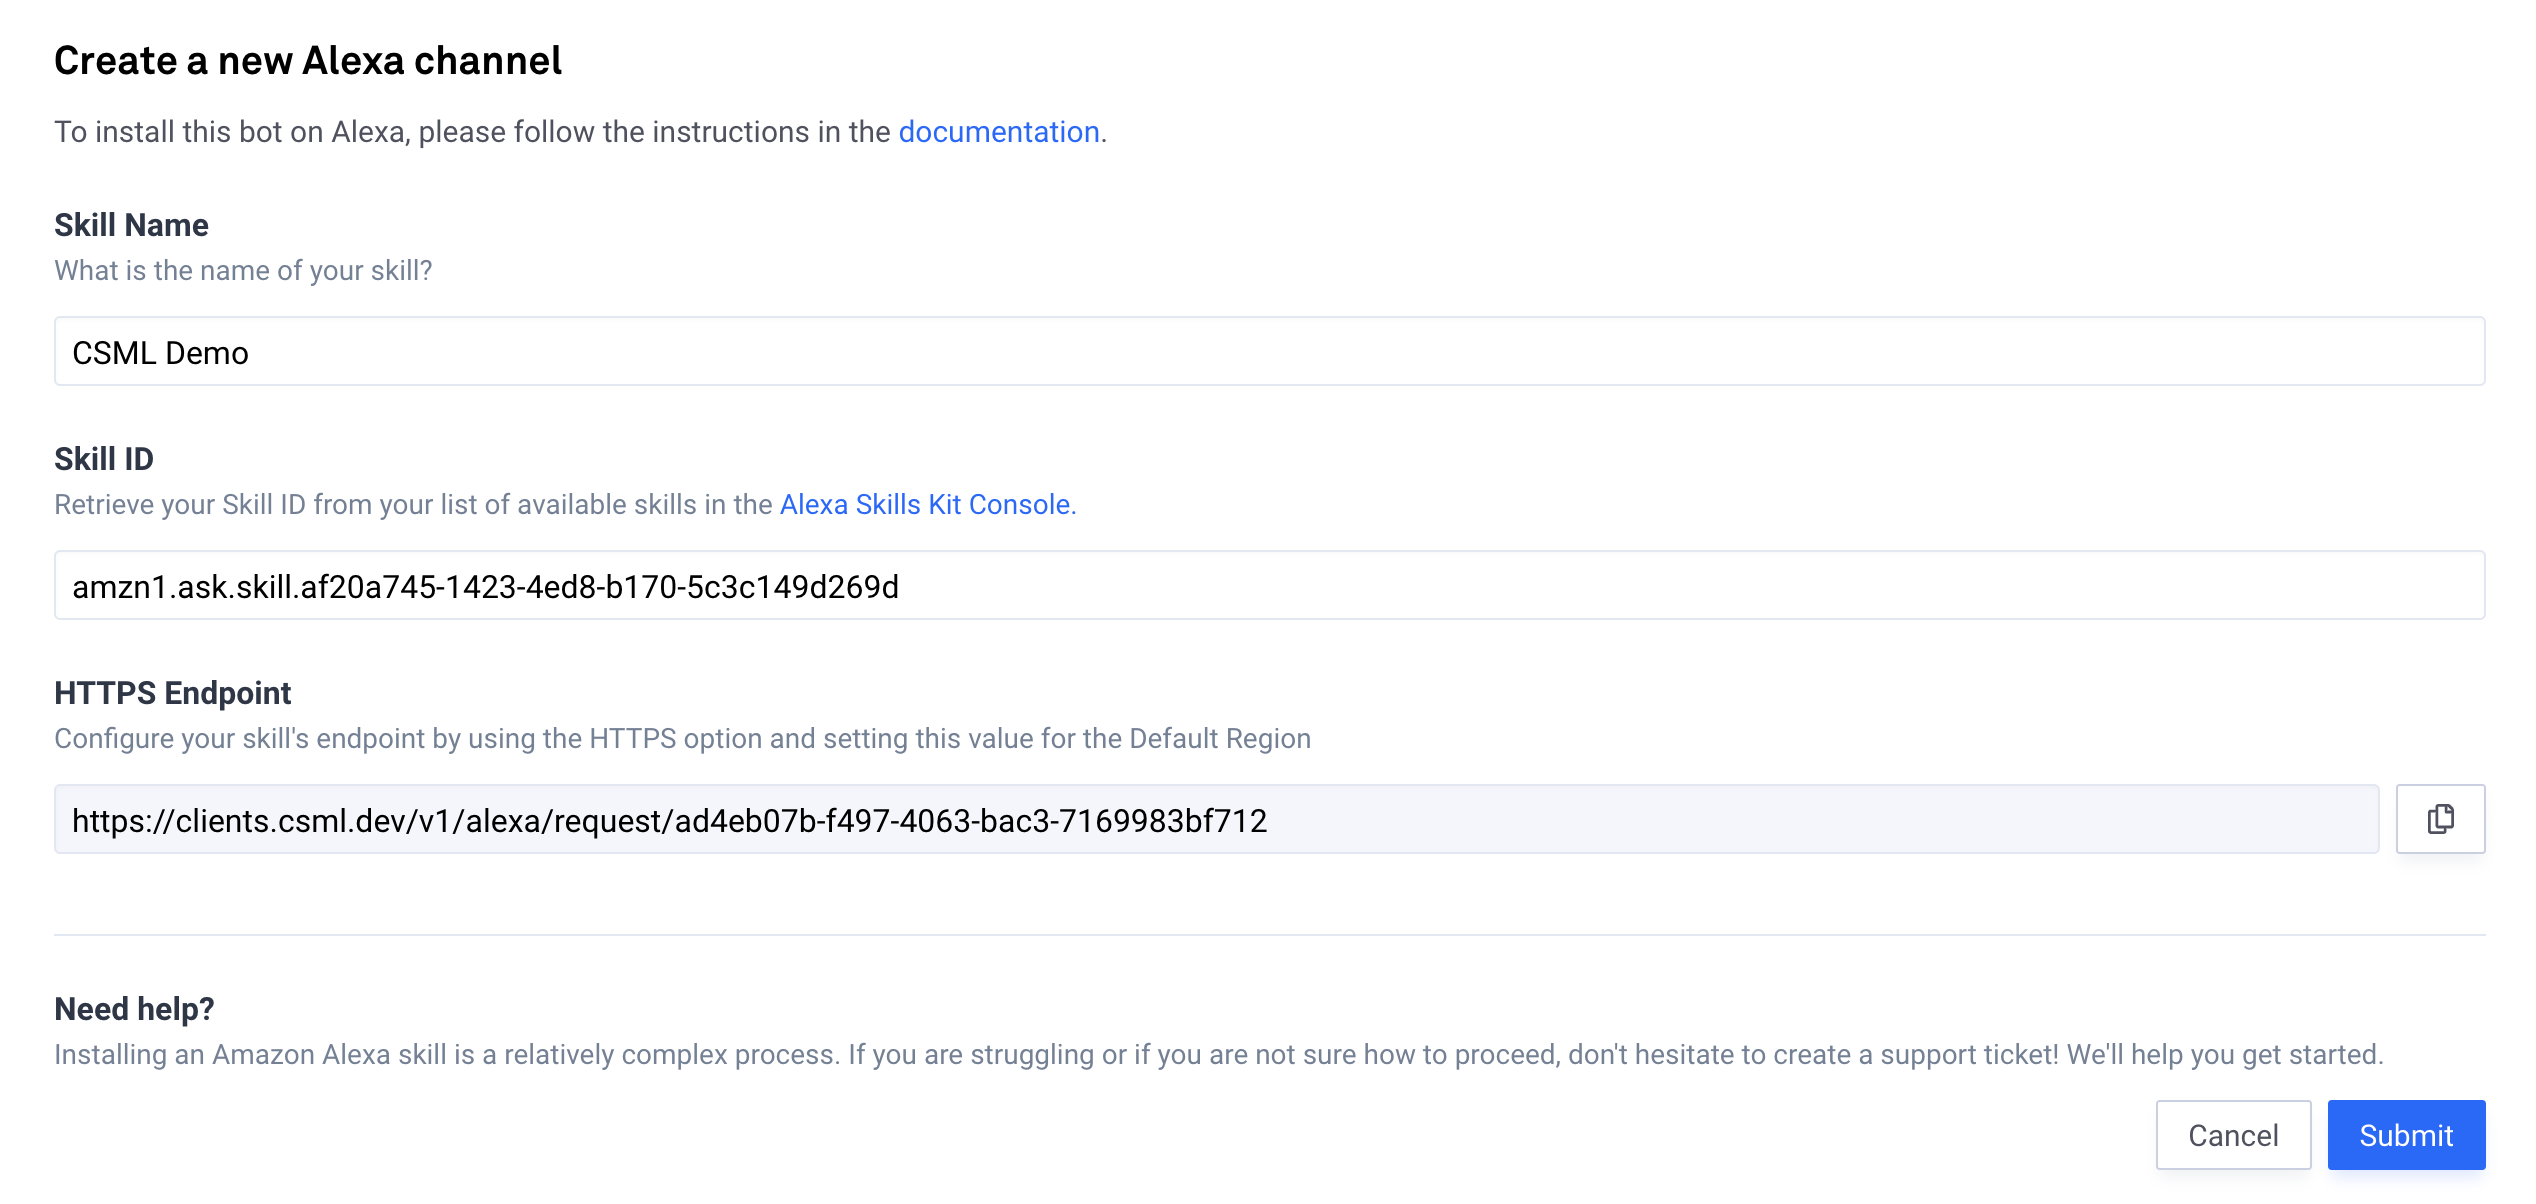 Create a new Alexa channel
To install this bot on Alexa, please follow the instructions in the documentation.
Skill Name
What is the name of your skill?
CSML Demo
Skill ID
Retrieve your Skill ID from your list of available skills in the Alexa Skills Kit Console.
amzn1.ask.skill.af20a745-1423-4ed8-b170-5c3c149d269d
HTTPS Endpoint
Configure your skill's endpoint by using the HTTPS option and setting this value for the Default Region
https://clients.csml.dev/v1/alexa/request/ad4eb07b-f497-4063-bac3-7169983bf712
Need help?
Installing an Amazon Alexa skill is a relatively complex process. If you are struggling or if you are not sure how to proceed, don't hesitate to create a support ticket! We'll help you get started.
Cancel Submit